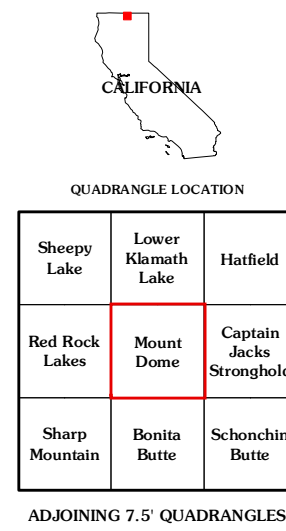 CALIFORNIA
QUADRANGLE LOCATION
Sheepy
Lake
Lower
Klamath
Lake
Hatfield
Red Rock
Lakes
Mount
Dome
Captain
Jacks
Stronghold
Sharp
Mountain
Bonita
Butte
Schonchin
Butte
ADJOINING 7.5' QUADRANGLES